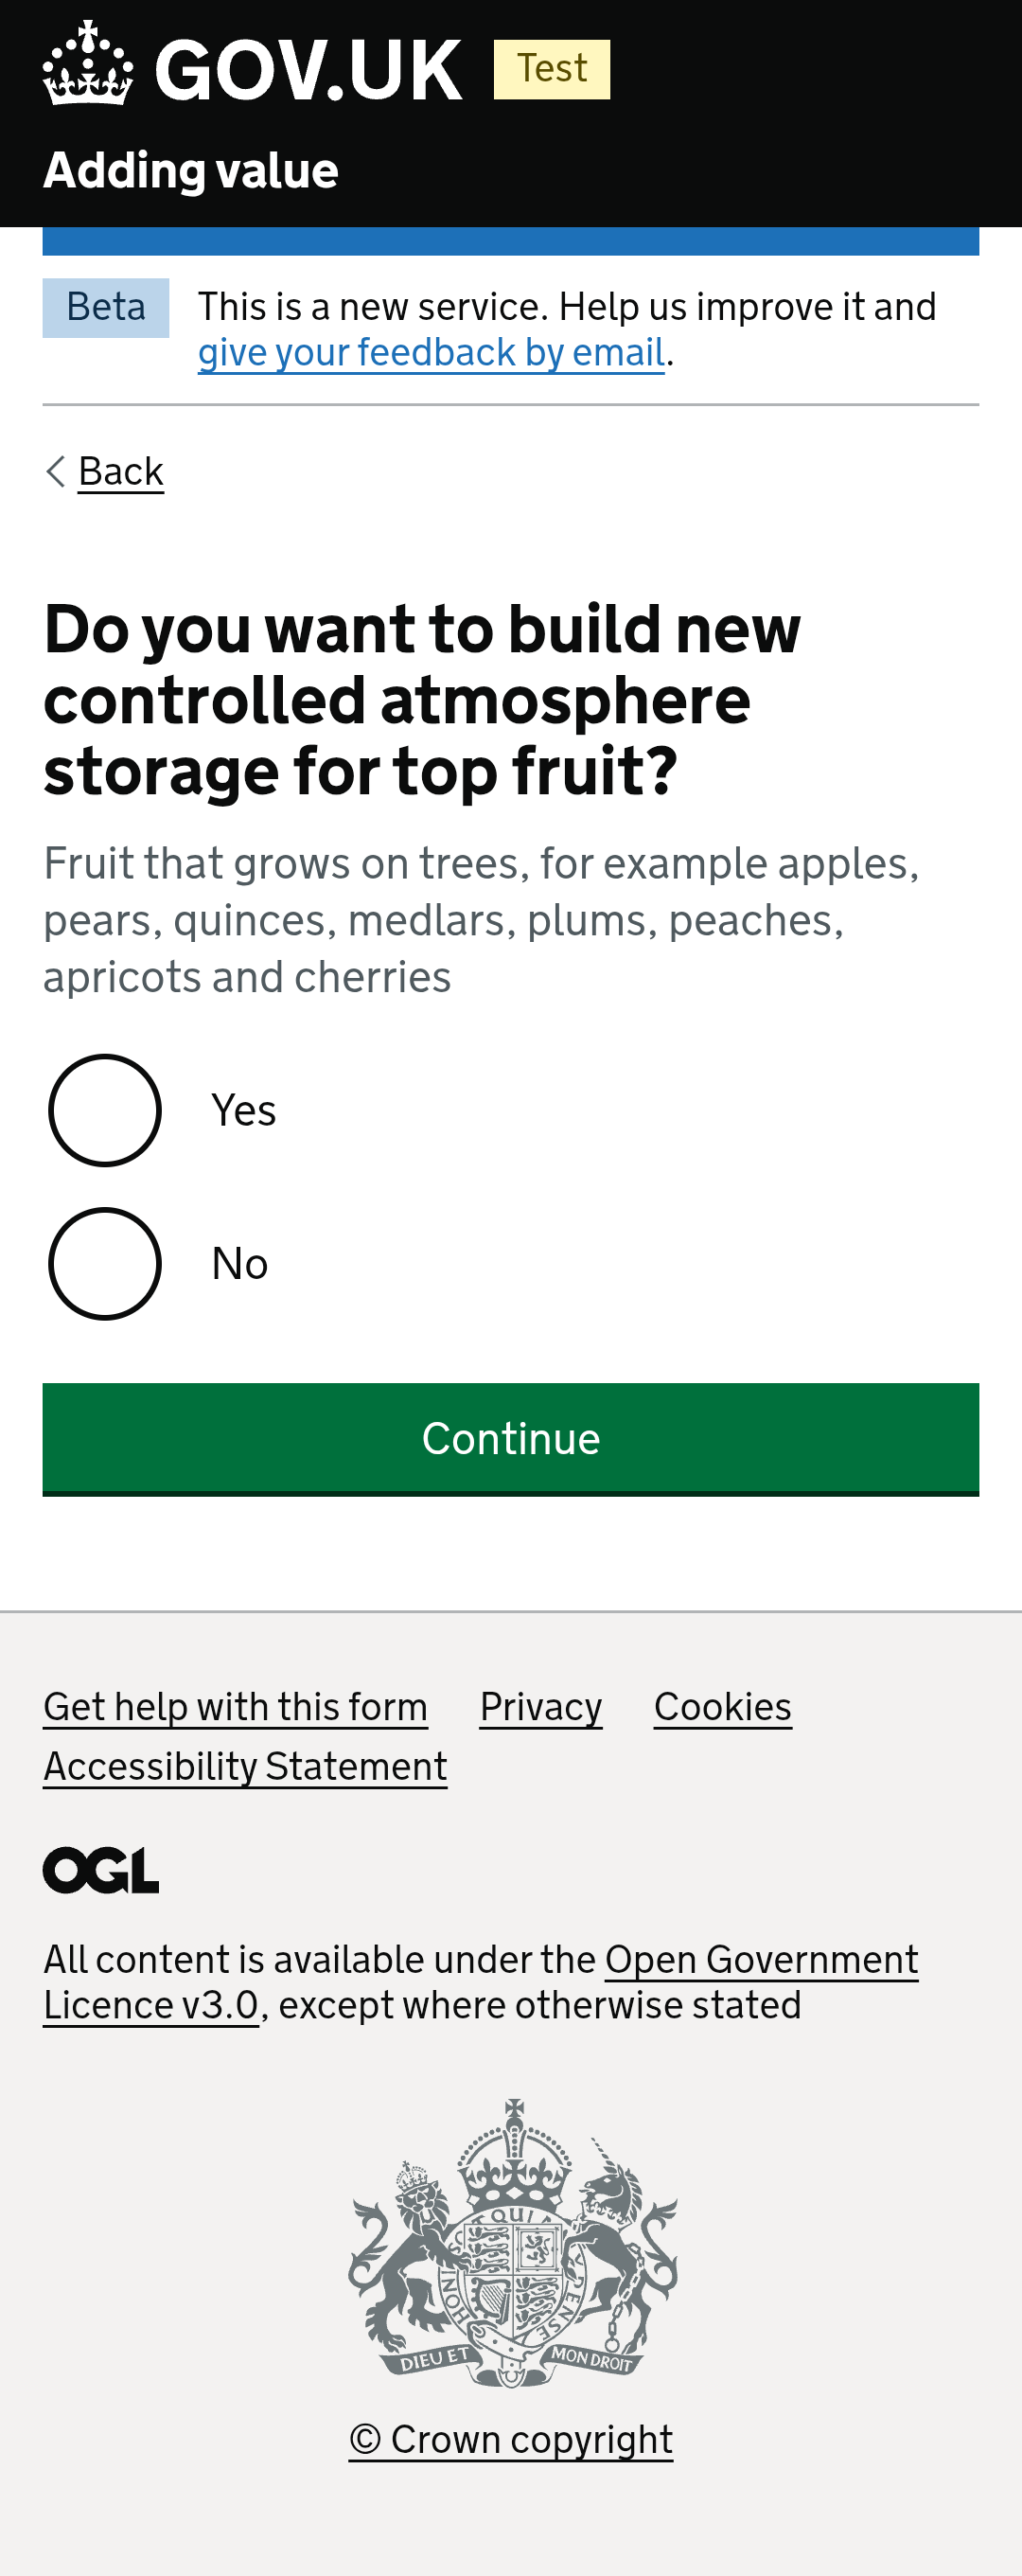 GOV.UK Test
Adding value
Beta This is a new service. Help us improve it and
give your feedback by email.
Back
Do you want to build new
controlled atmosphere
storage for top fruit?
Fruit that grows on trees, for example apples,
pears, quinces, medlars, plums, peaches,
apricots and cherries
Yes
No
Continue
Get help with this form Privacy Cookies
Accessibility Statement
OGL
All content is available under the Open Government
Licence v3.0, except where otherwise stated
QUI
HON
PENSE
DIEU ET MON DROIT
© Crown copyright